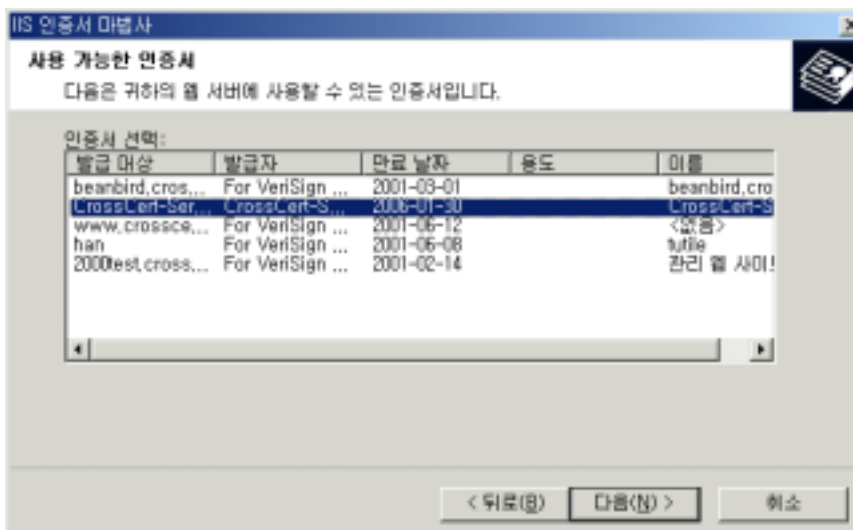 IIS 인증서 마법사
사용 가능한 인증서
다음은 귀하의 웹 서버에 사용할 수 있는 인증서입니다.
인증서 선택:
발급 대상 발급자 만료 날짜 용도 이름
beanbird,cros,... For VeriSign ... 2001-03-01 beanbird,cro
CrossCert-Ser,... CrossCert-S... 2006-01-30 CrossCert-S
www,crossce,... For VeriSign ... 2001-06-12 <없음>
han For VeriSign ... 2001-06-08 tutile
2000test,cross,... For VeriSign ... 2001-02-14 관리 웹 사이!
< 뒤로(B) 다음(N) > 취소